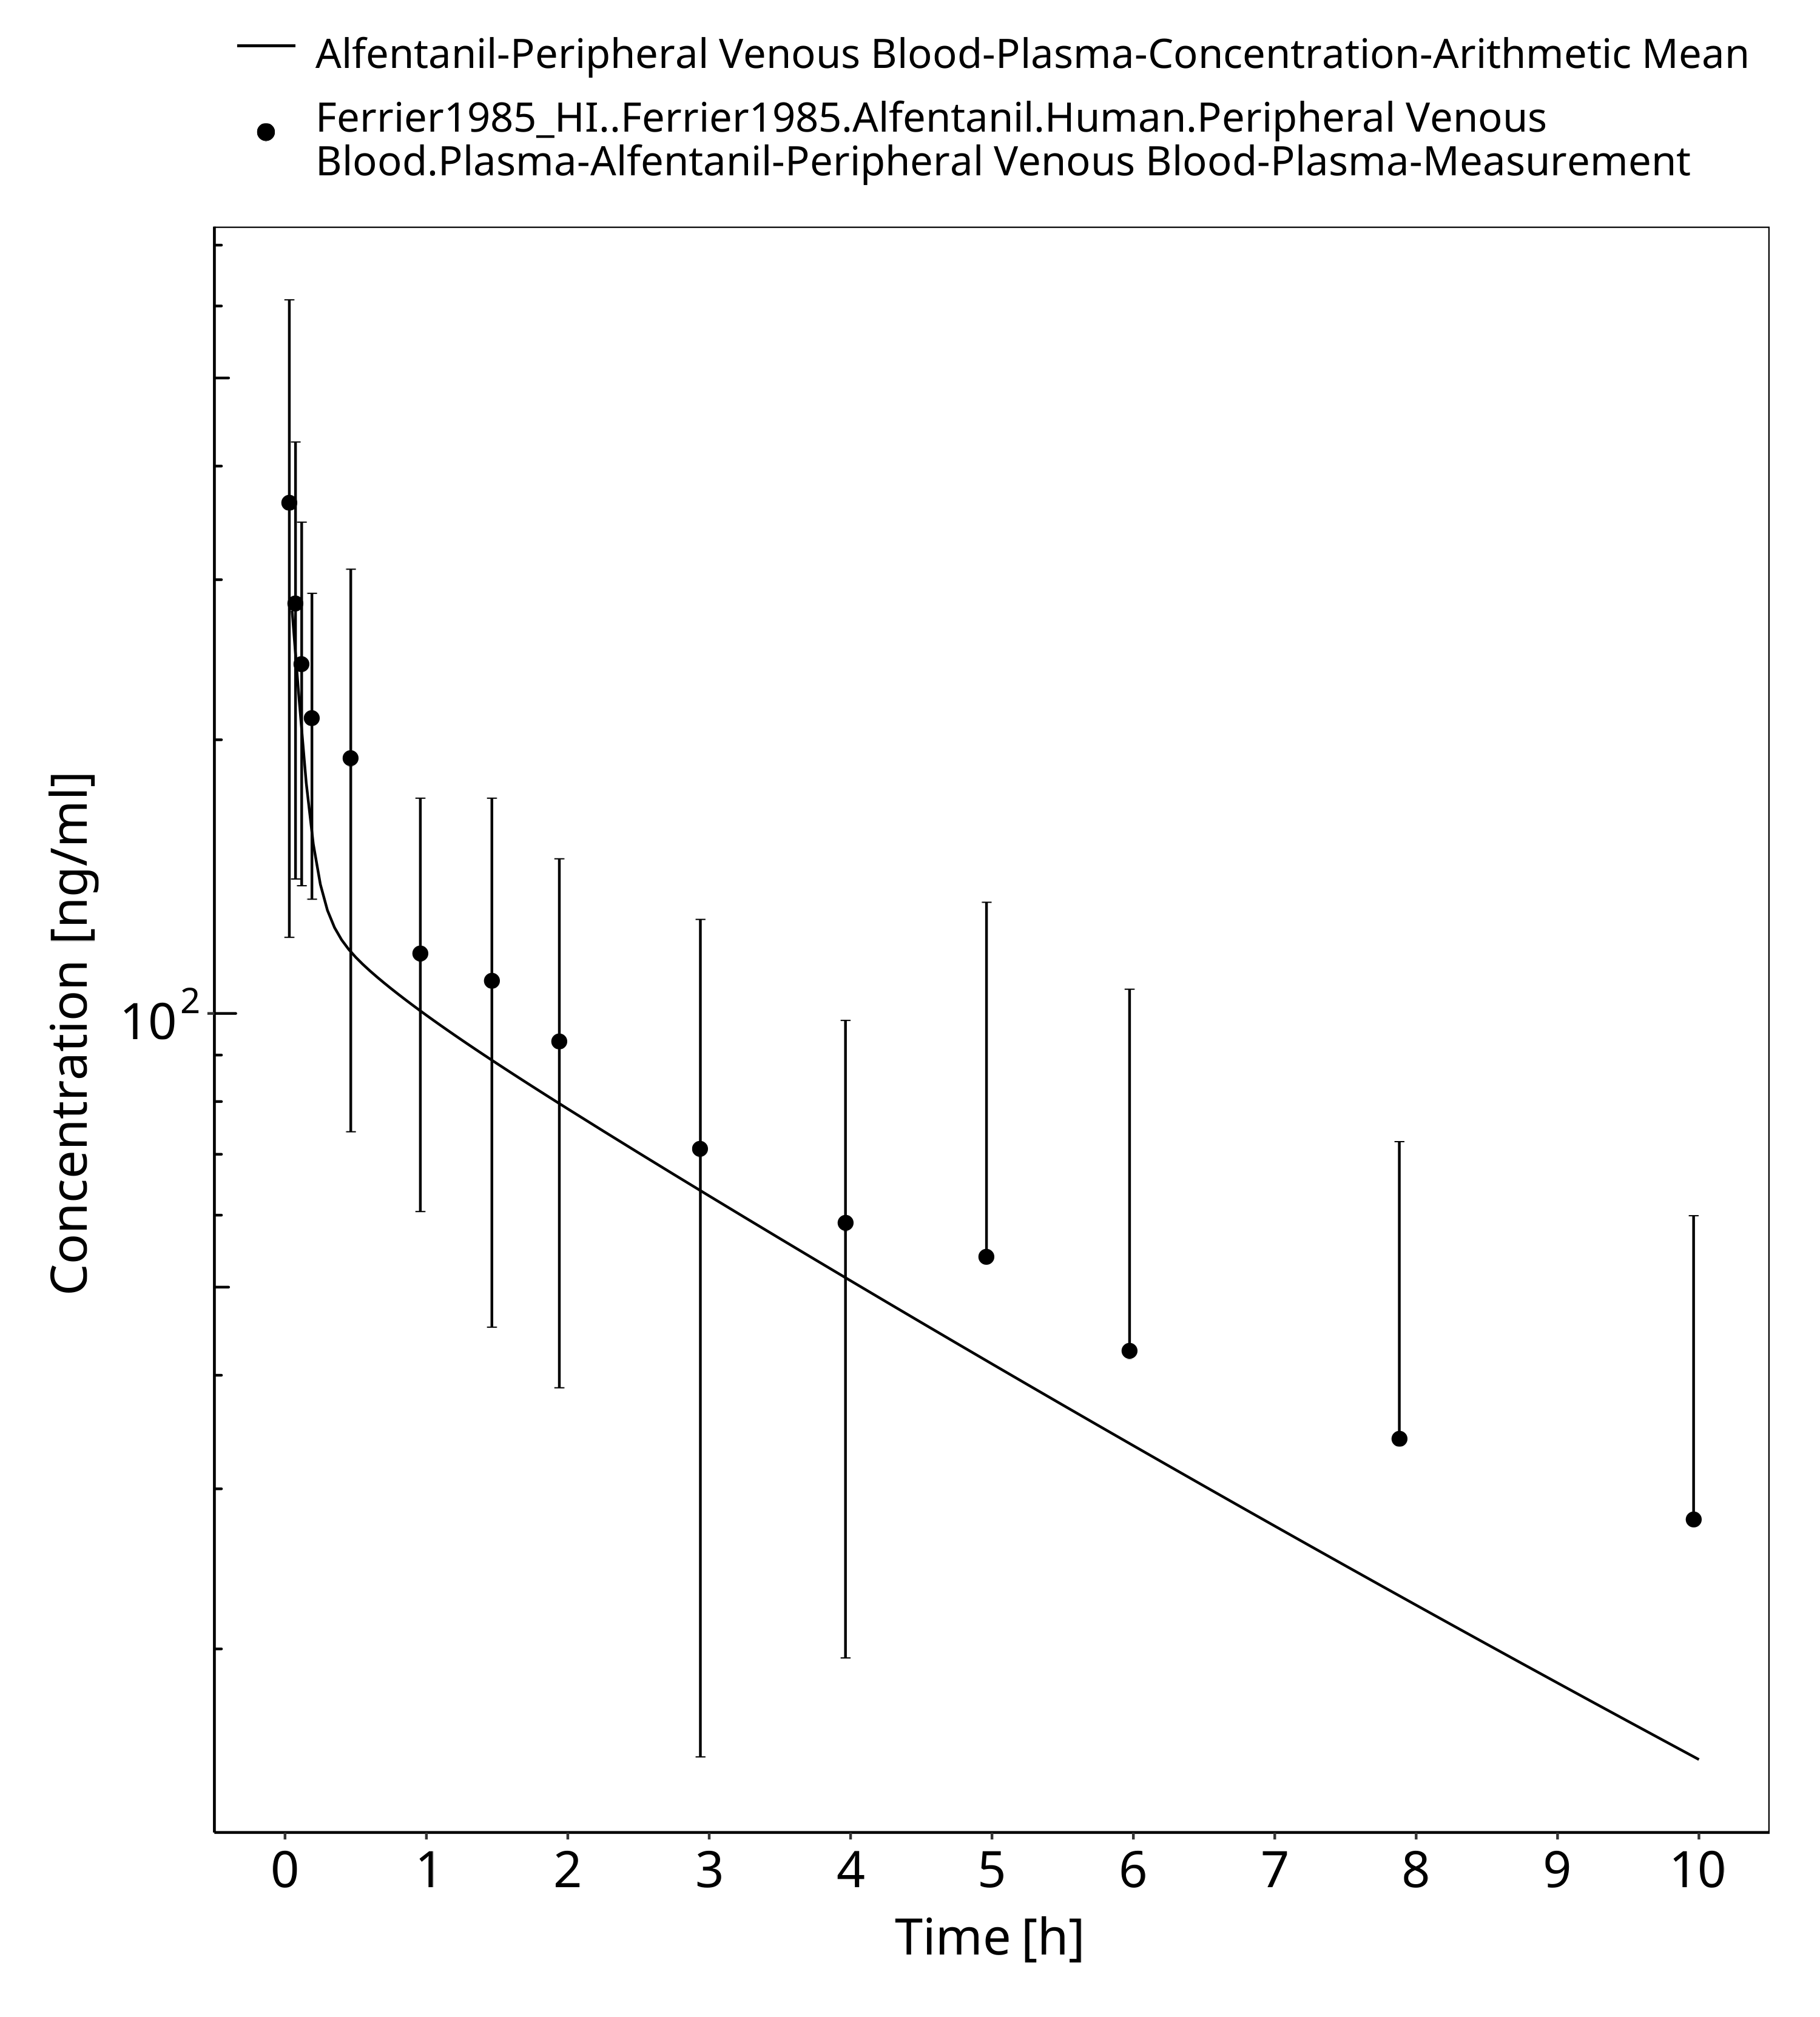 Alfentanil-Peripheral Venous Blood-Plasma-Concentration-Arithmetic Mean
Ferrier1985_HI..Ferrier1985.Alfentanil.Human.Peripheral Venous
Blood.Plasma-Alfentanil-Peripheral Venous Blood-Plasma-Measurement
Concentration [ng/ml]
10²
0 1 2 3 4 5 6 7 8 9 10
Time [h]